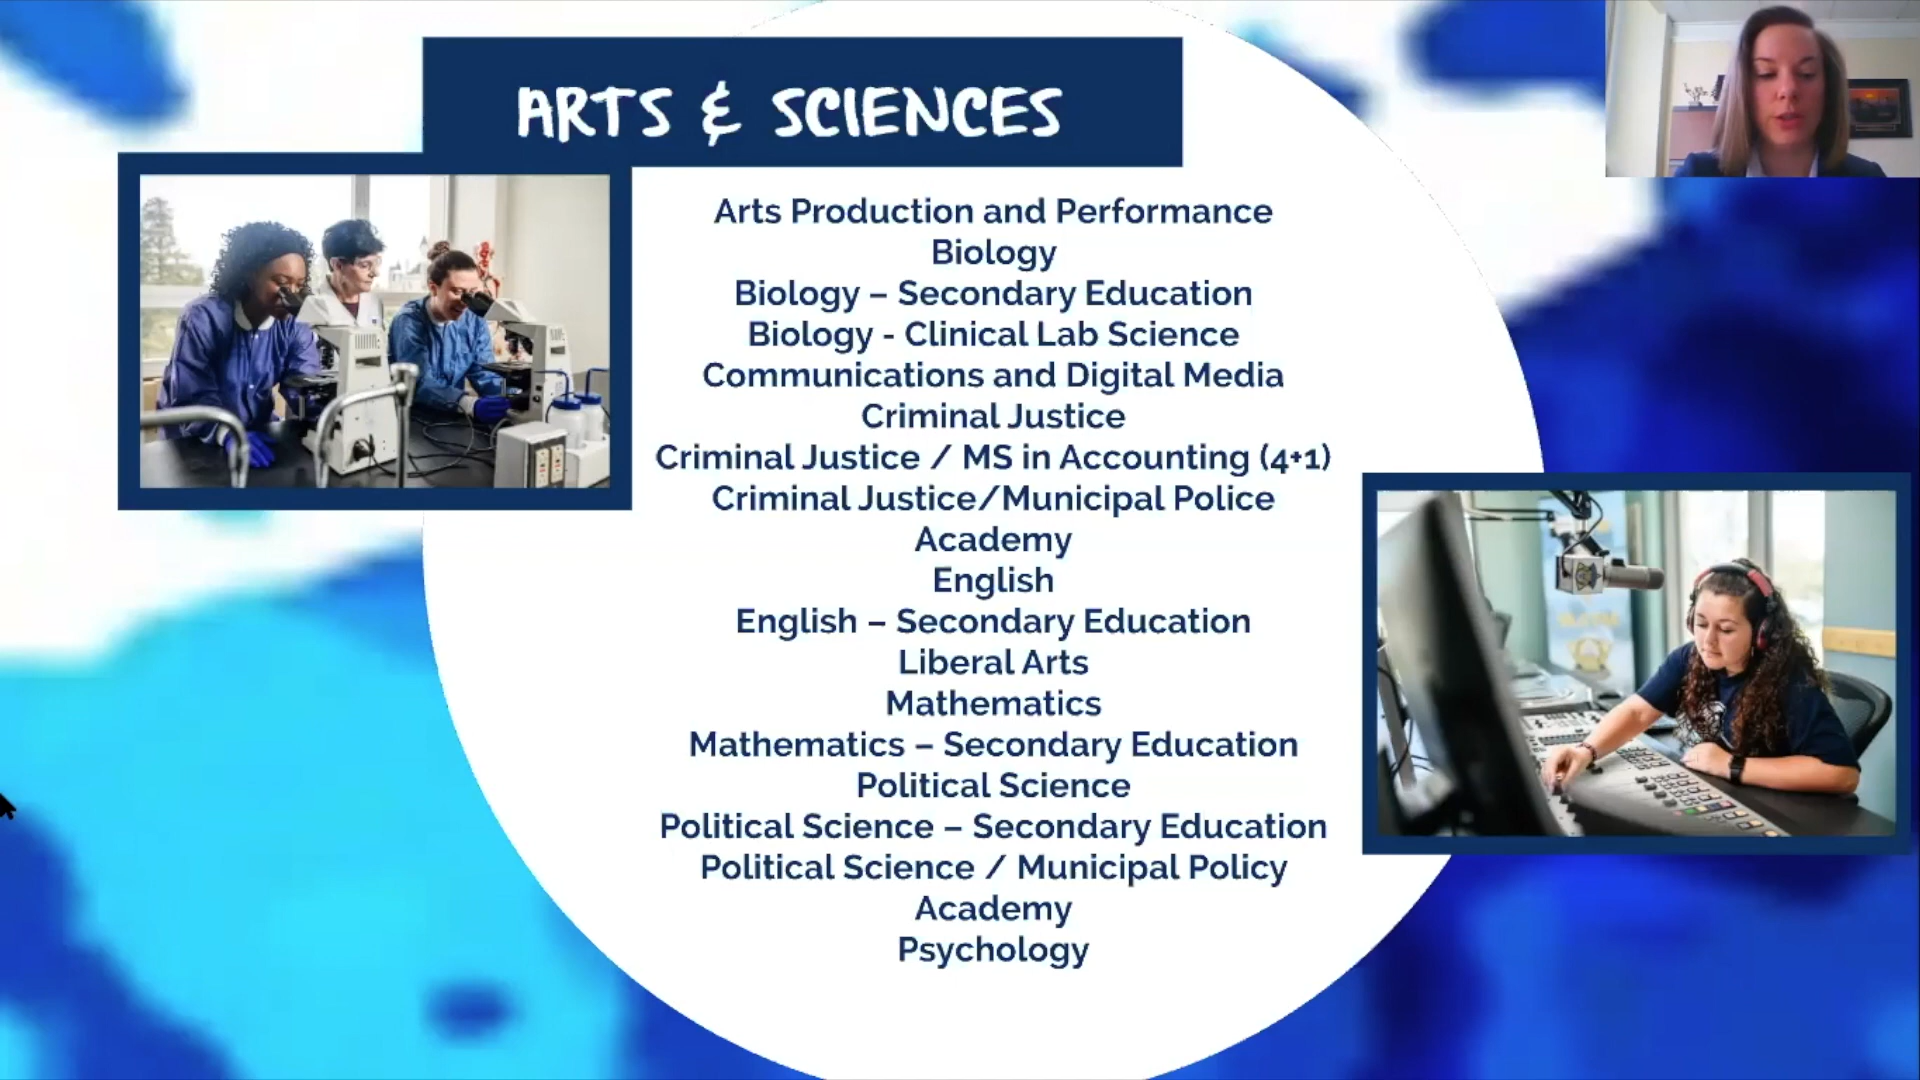 ARTS & SCIENCES
Arts Production and Performance
Biology
Biology – Secondary Education
Biology - Clinical Lab Science
Communications and Digital Media
Criminal Justice
Criminal Justice / MS in Accounting (4+1)
Criminal Justice/Municipal Police
Academy
English
English – Secondary Education
Liberal Arts
Mathematics
Mathematics – Secondary Education
Political Science
Political Science – Secondary Education
Political Science / Municipal Policy
Academy
Psychology